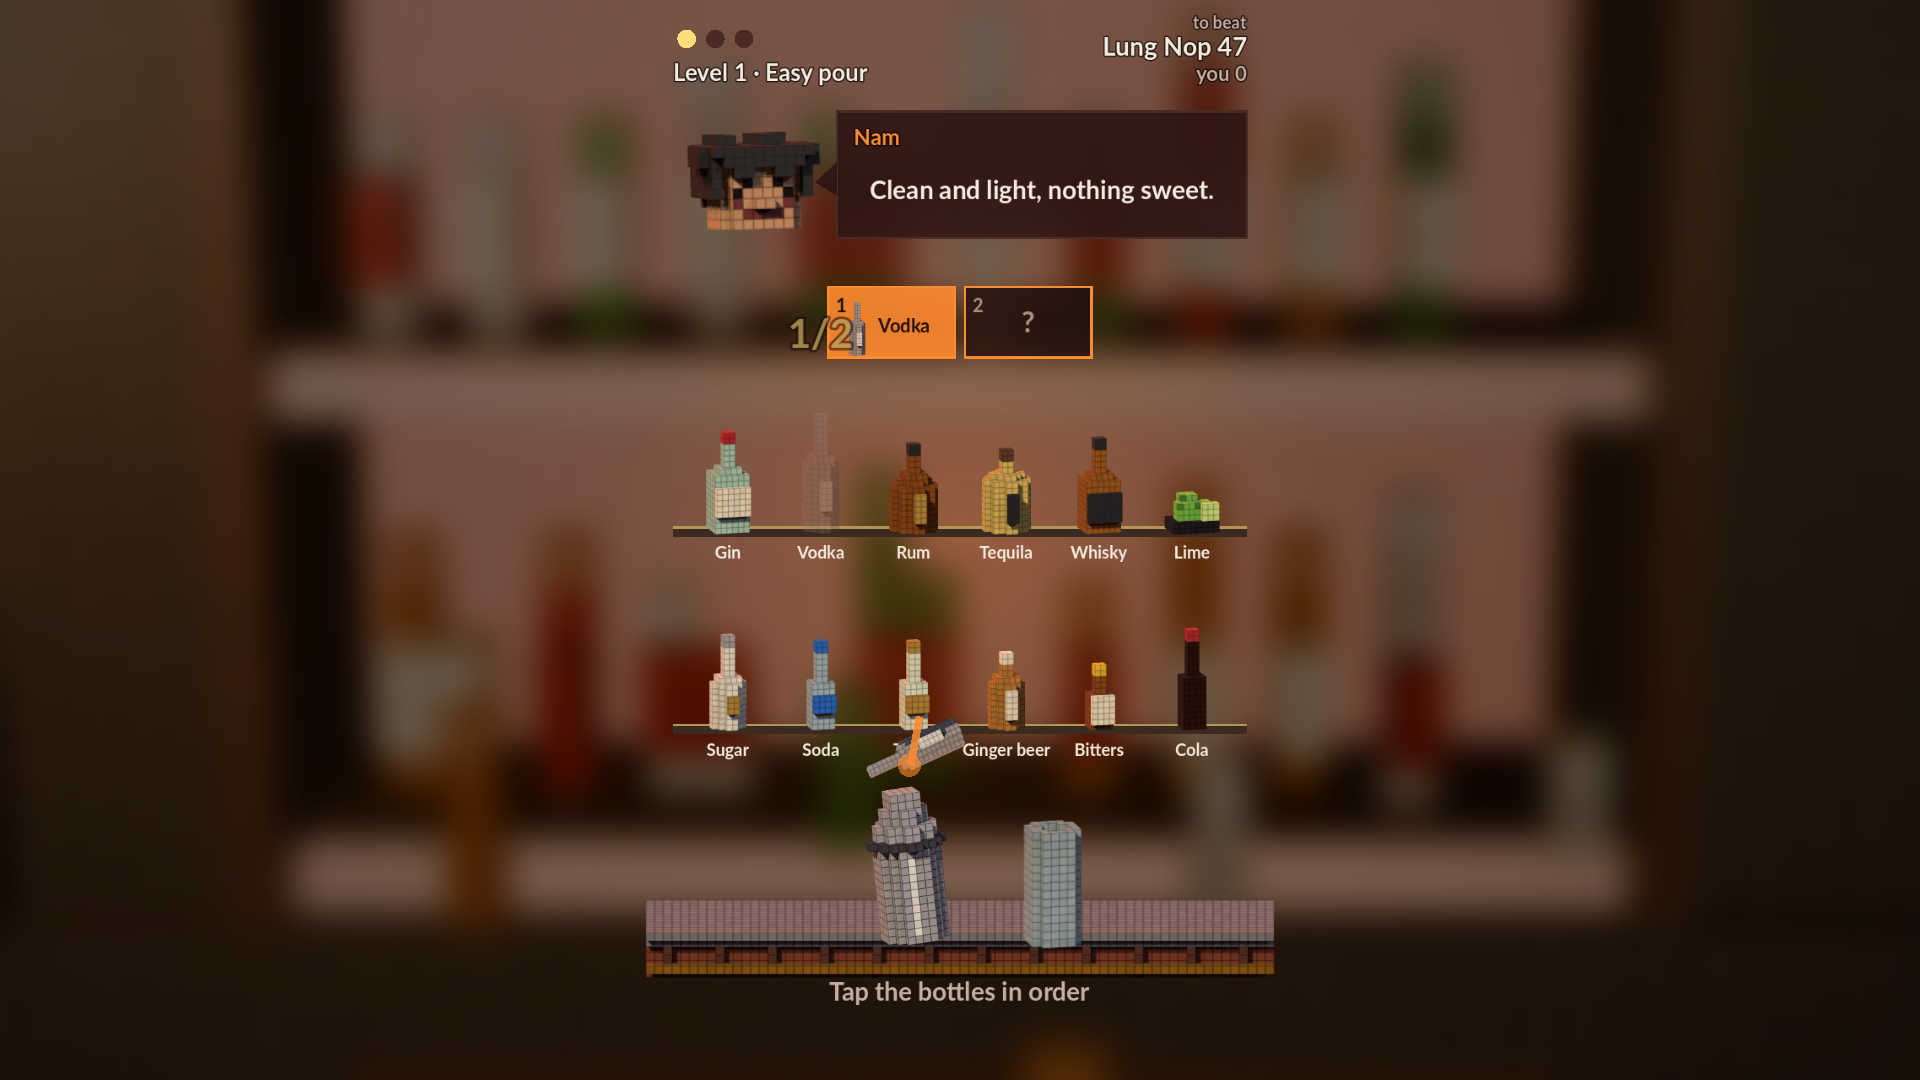 to beat
Level 1 · Easy pour
Lung Nop 47
you 0
Nam
Clean and light, nothing sweet.
1 Vodka
1/2
2 ?
Gin Vodka Rum Tequila Whisky Lime
Sugar Soda Ginger beer Bitters Cola
Tap the bottles in order